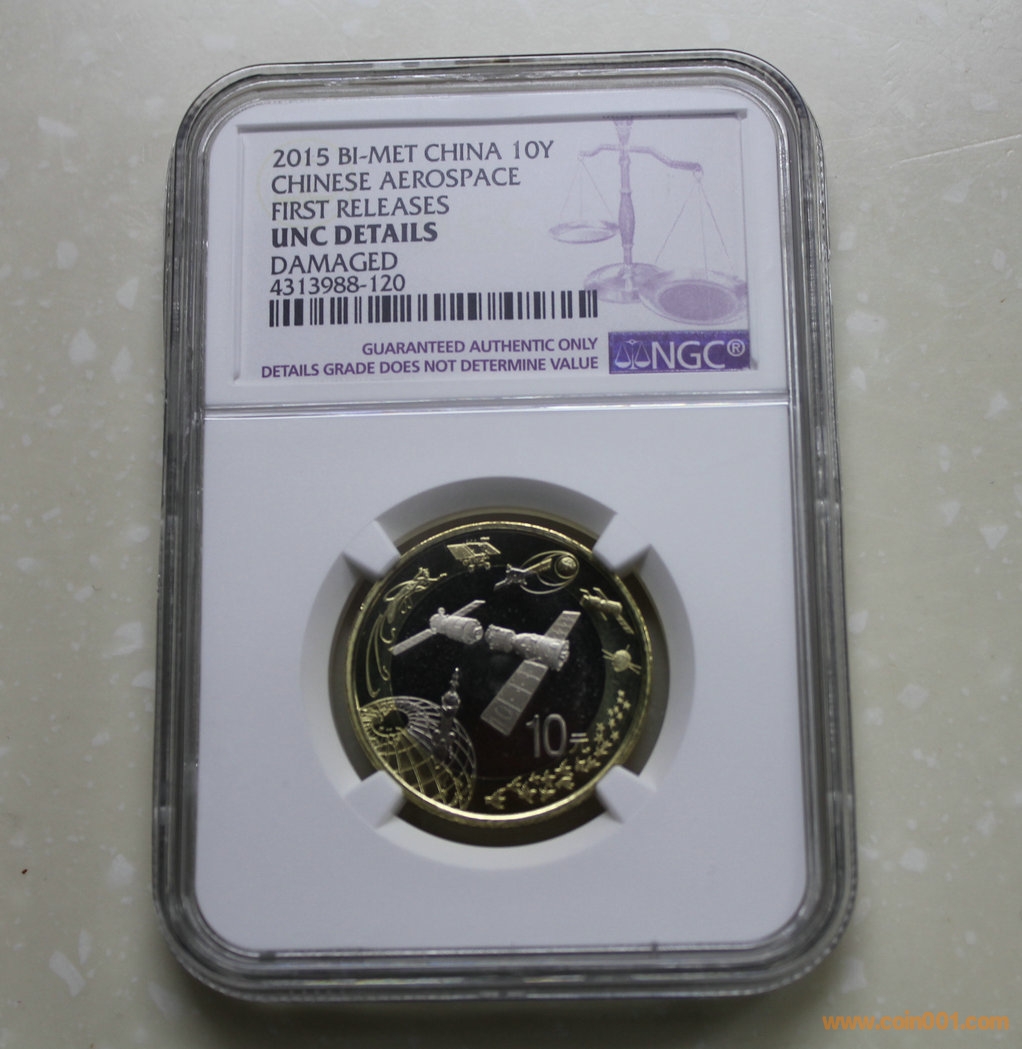 2015 BI-MET CHINA 10Y
CHINESE AEROSPACE
FIRST RELEASES
UNC DETAILS
DAMAGED
4313988-120
GUARANTEED AUTHENTIC ONLY
DETAILS GRADE DOES NOT DETERMINE VALUE
NGC®
10元
www.coin001.com